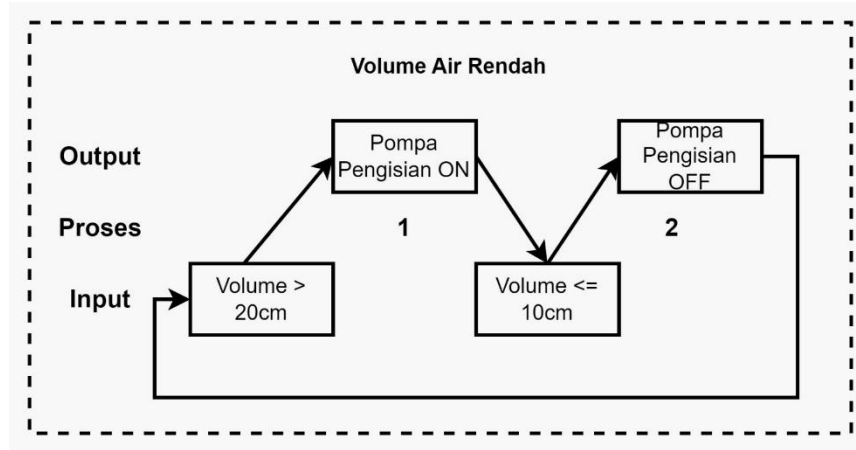 Volume Air Rendah
Output
Pompa
Pengisian ON
Pompa
Pengisian
OFF
Proses
1
2
Input
Volume >
20cm
Volume <=
10cm